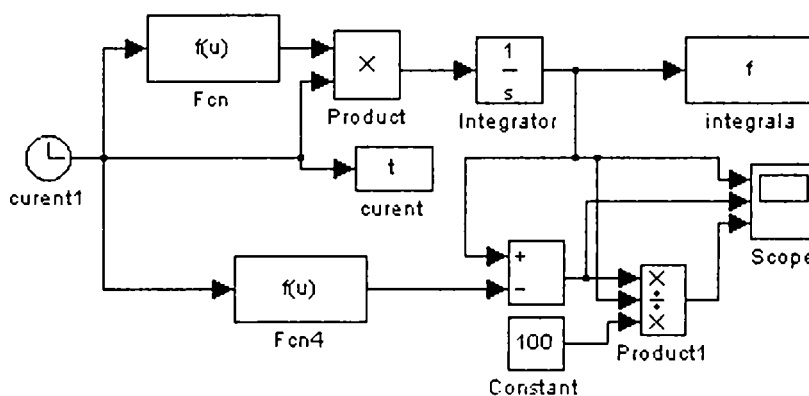 f(u)
Fcn
×
Product
1
s
Integrator
f
integrala
curent1
t
curent
Scope
f(u)
Fcn4
+
−
×
÷
×
Product1
100
Constant